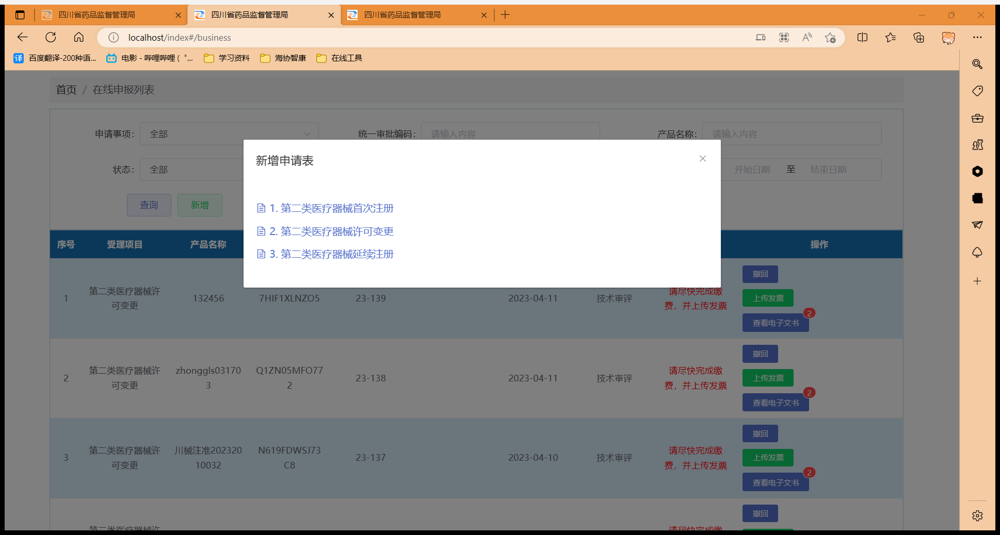 四川省药品监督管理局
四川省药品监督管理局
四川省药品监督管理局
localhost/index#/business
译 百度翻译-200种语...
电影 - 哔哩哔哩 ( ゜...
学习资料
海协智康
在线工具
首页 / 在线申报列表
申请事项： 全部
统一审批编码： 请输入内容
产品名称： 请输入内容
状态： 全部
开始日期 至 结束日期
查询 新增
新增申请表
1. 第二类医疗器械首次注册
2. 第二类医疗器械许可变更
3. 第二类医疗器械延续注册
序号 受理项目 产品名称 操作
1 第二类医疗器械许可变更 132456 7HIF1XLNZO5 23-139 2023-04-11 技术审评 请尽快完成缴费，并上传发票
撤回
上传发票
查看电子文书 2
2 第二类医疗器械许可变更 zhonggls031703 Q1ZN05MFO772 23-138 2023-04-11 技术审评 请尽快完成缴费，并上传发票
撤回
上传发票
查看电子文书 2
3 第二类医疗器械许可变更 川械注准20232010032 N619FDWSJ73C8 23-137 2023-04-10 技术审评 请尽快完成缴费，并上传发票
撤回
上传发票
查看电子文书 2
第二类医疗器械许 请尽快完成缴
撤回